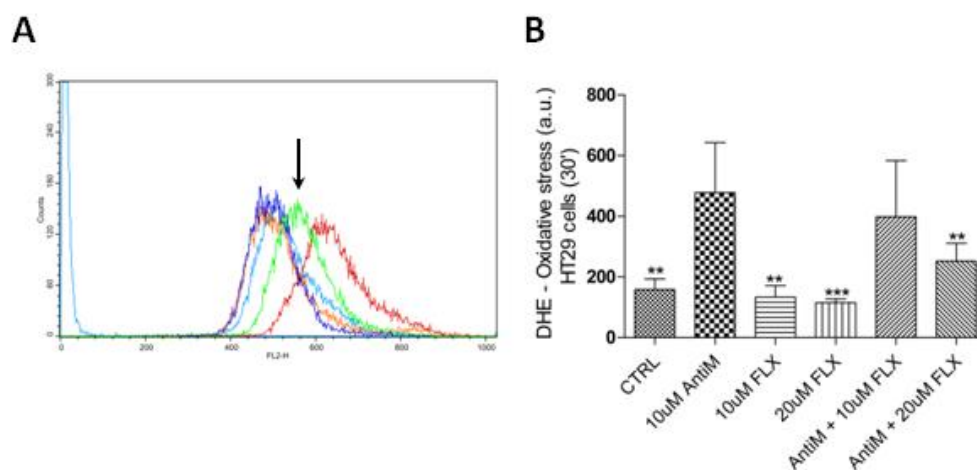 A
B
300
240
180
120
60
0
Counts
0
200
400
600
800
1000
FL2-H
DHE - Oxidative stress (a.u.)
HT29 cells (30')
800
600
400
200
0
**
**
***
**
CTRL
10uM AntiM
10uM FLX
20uM FLX
AntiM + 10uM FLX
AntiM + 20uM FLX